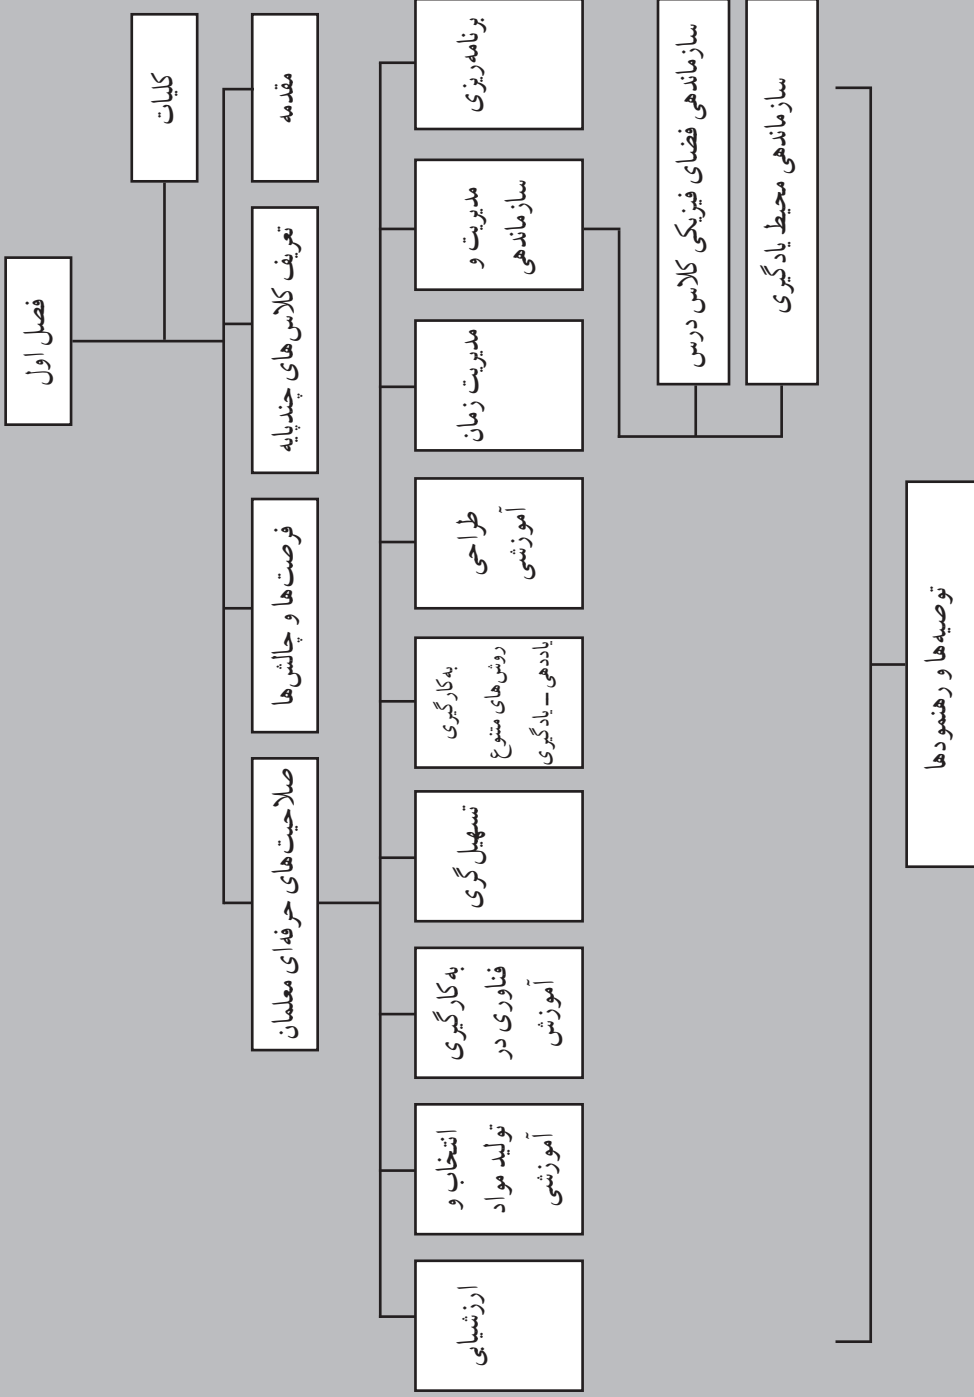 فصل اول
کلیات
مقدمه
تعریف کلاس‌های چندپایه
فرصت‌ها و چالش‌ها
صلاحیت‌های حرفه‌ای معلمان
برنامه‌ریزی
مدیریت و
سازماندهی
مدیریت زمان
طراحی
آموزشی
به‌کارگیری
روش‌های متنوع
یاددهی – یادگیری
تسهیل‌گری
به‌کارگیری
فناوری در
آموزش
انتخاب و
تولید مواد
آموزشی
ارزشیابی
سازماندهی فضای فیزیکی کلاس درس
سازماندهی محیط یادگیری
توصیه‌ها و رهنمودها